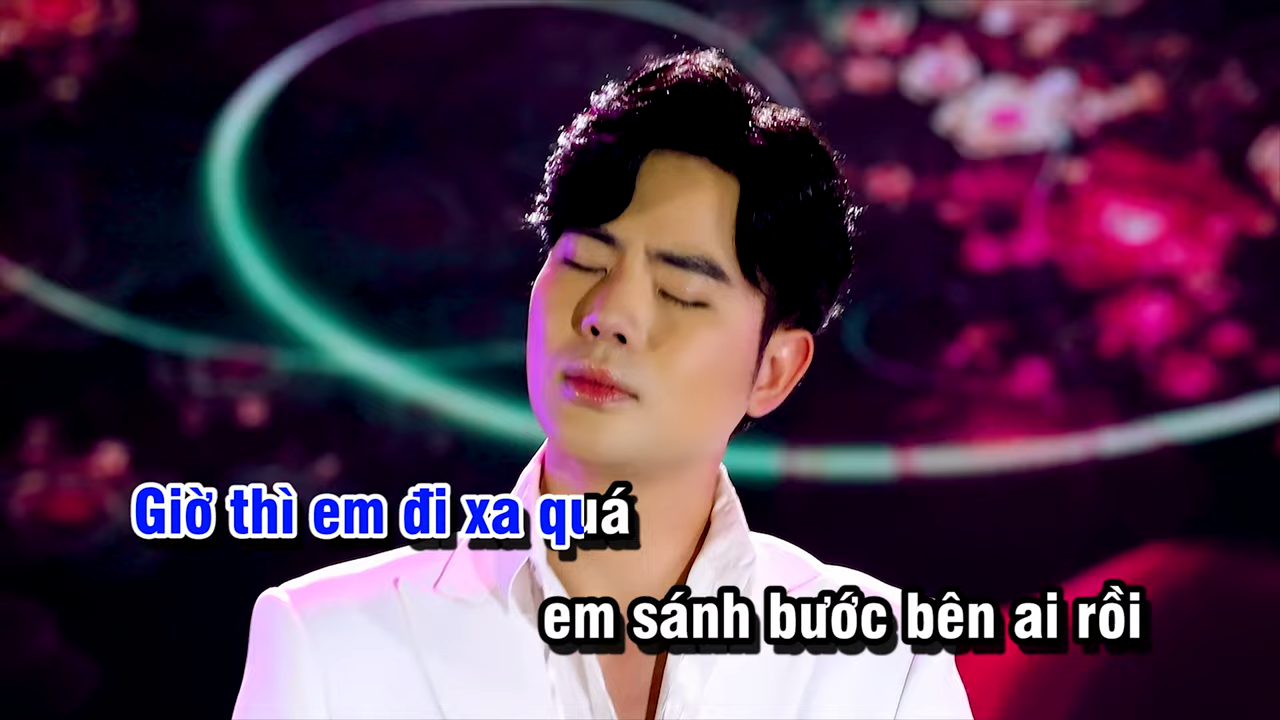 Giờ thì em đi xa quá
em sánh bước bên ai rồi